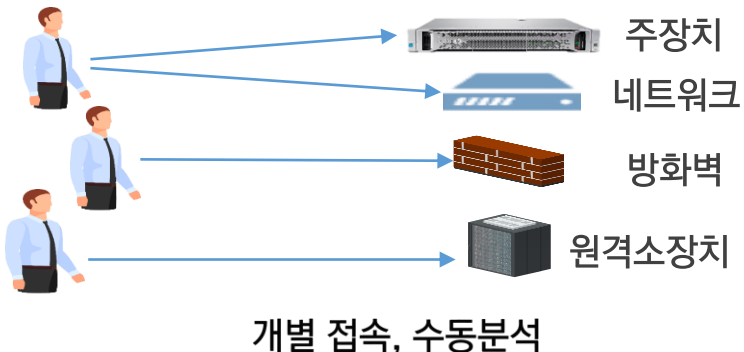 주장치
네트워크
방화벽
원격소장치
개별 접속, 수동분석